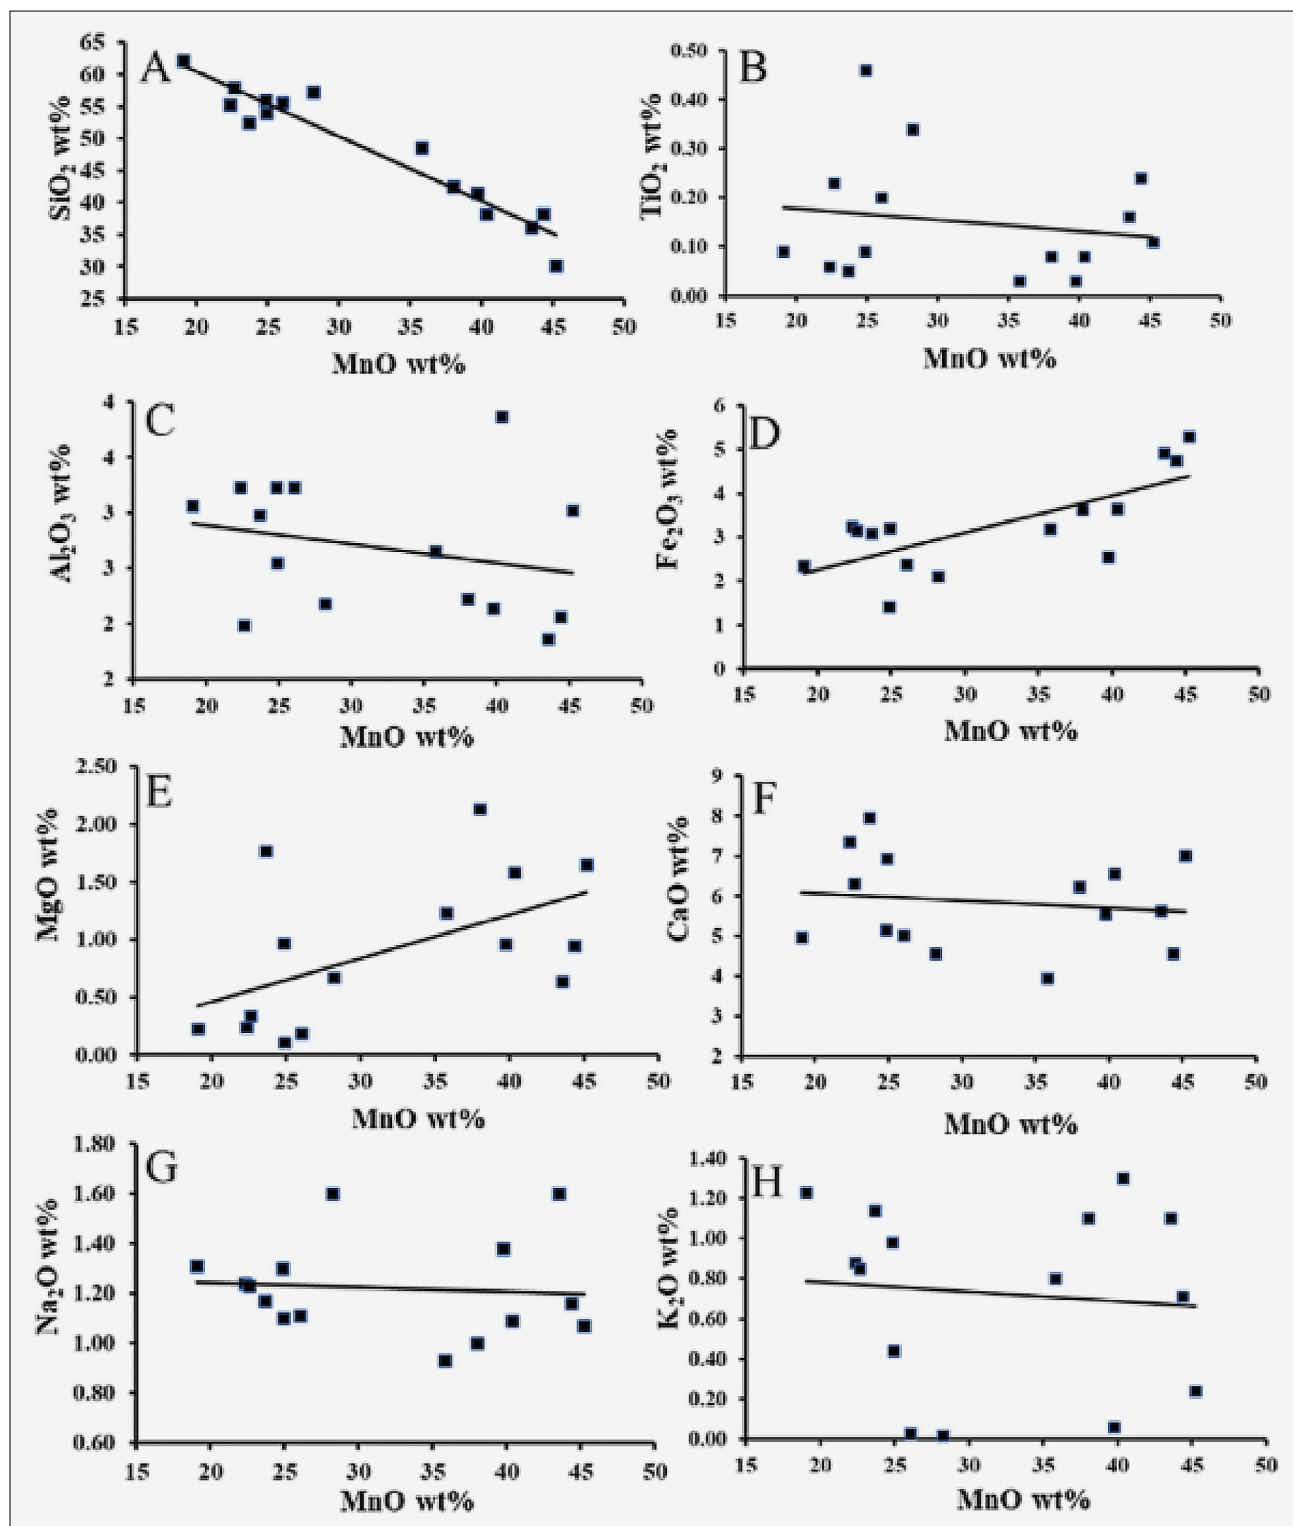 A
SiO₂ wt%
65
60
55
50
45
40
35
30
25
15 20 25 30 35 40 45 50
MnO wt%
B
TiO₂ wt%
0.50
0.40
0.30
0.20
0.10
0.00
15 20 25 30 35 40 45 50
MnO wt%
C
Al₂O₃ wt%
4
4
3
3
2
2
15 20 25 30 35 40 45 50
MnO wt%
D
Fe₂O₃ wt%
6
5
4
3
2
1
0
15 20 25 30 35 40 45 50
MnO wt%
E
MgO wt%
2.50
2.00
1.50
1.00
0.50
0.00
15 20 25 30 35 40 45 50
MnO wt%
F
CaO wt%
9
8
7
6
5
4
3
2
15 20 25 30 35 40 45 50
MnO wt%
G
Na₂O wt%
1.80
1.60
1.40
1.20
1.00
0.80
0.60
15 20 25 30 35 40 45 50
MnO wt%
H
K₂O wt%
1.40
1.20
1.00
0.80
0.60
0.40
0.20
0.00
15 20 25 30 35 40 45 50
MnO wt%